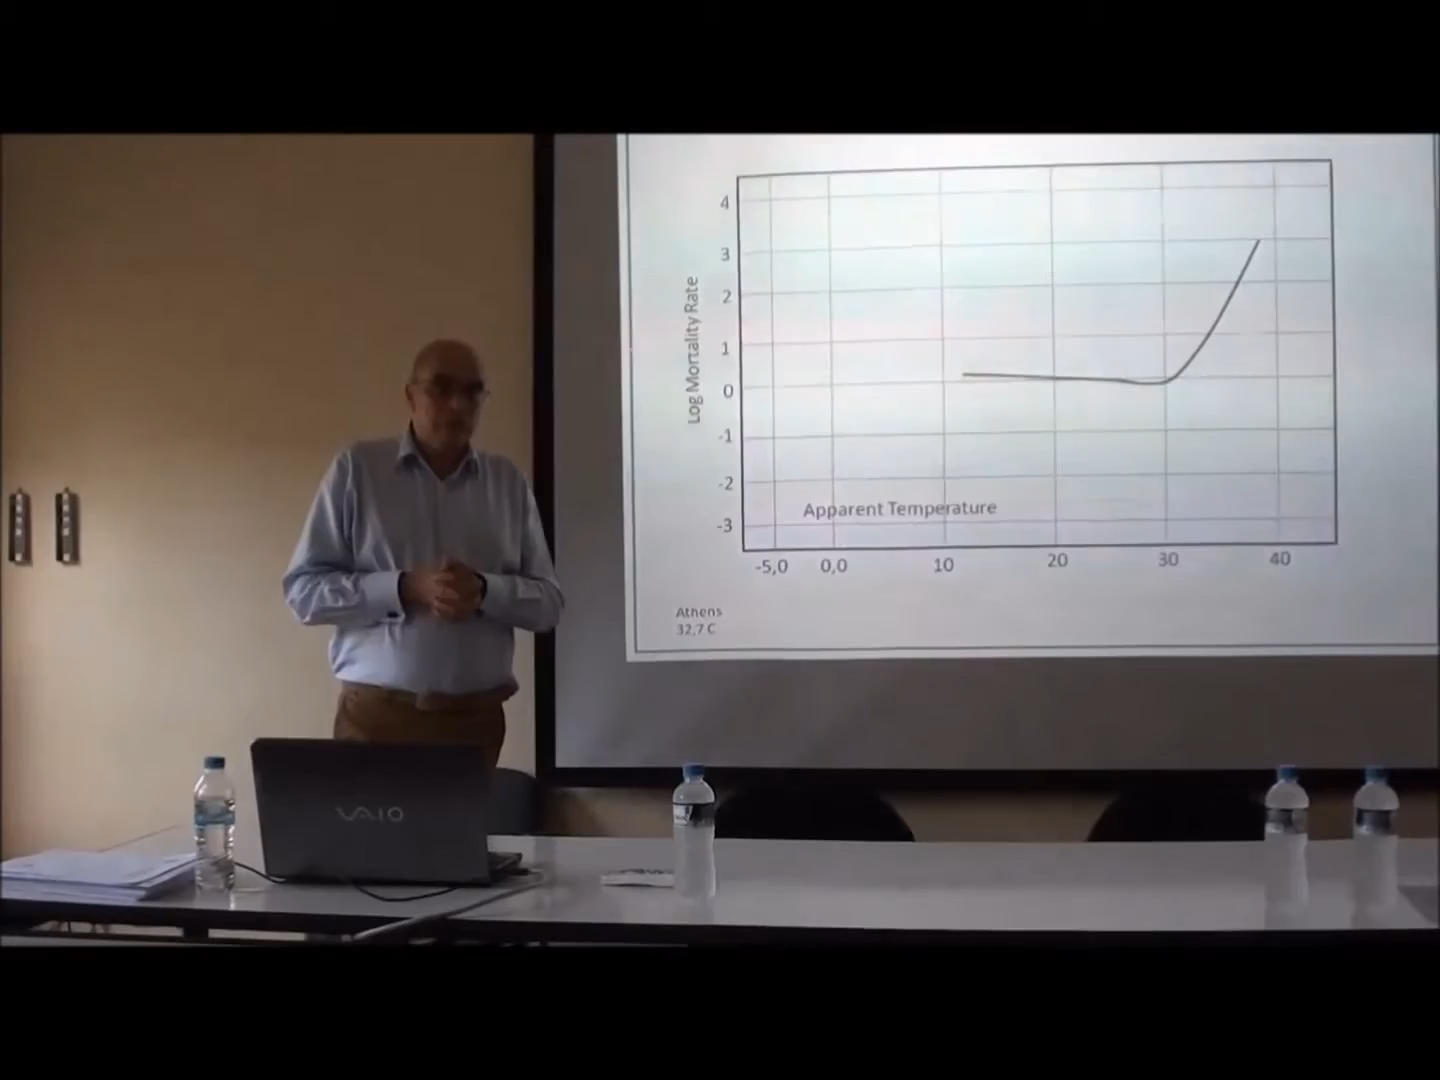 4
3
2
1
0
-1
-2
-3
Log Mortality Rate
Apparent Temperature
-5,0 0,0 10 20 30 40
Athens
32,7 C
VAIO